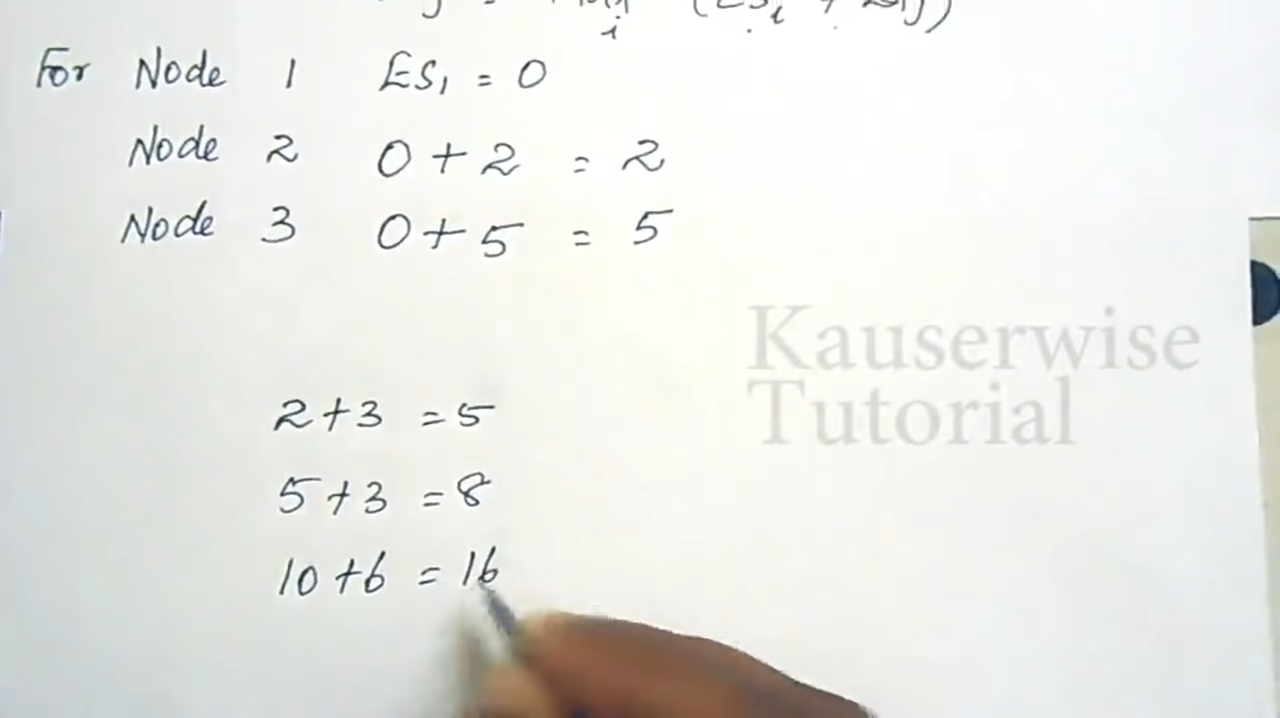 For Node 1 ES₁ = 0
Node 2 0 + 2 = 2
Node 3 0 + 5 = 5
Kauserwise
Tutorial
2 + 3 = 5
5 + 3 = 8
10 + 6 = 16